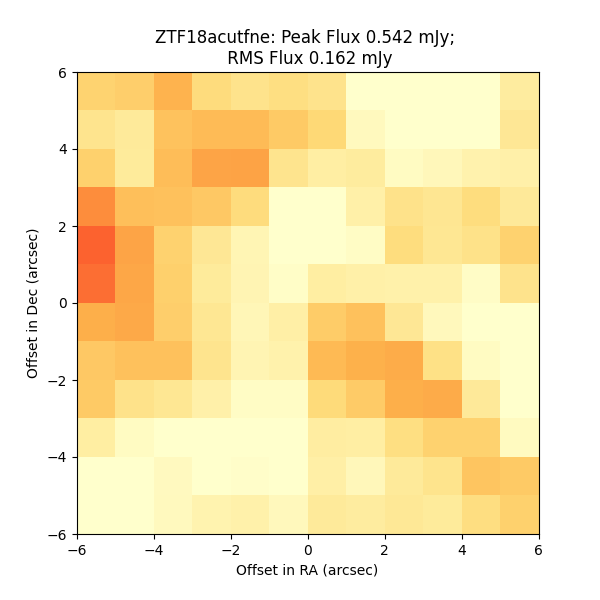 ZTF18acutfne: Peak Flux 0.542 mJy;
RMS Flux 0.162 mJy
6
4
2
0
−2
−4
−6
Offset in Dec (arcsec)
−6 −4 −2 0 2 4 6
Offset in RA (arcsec)